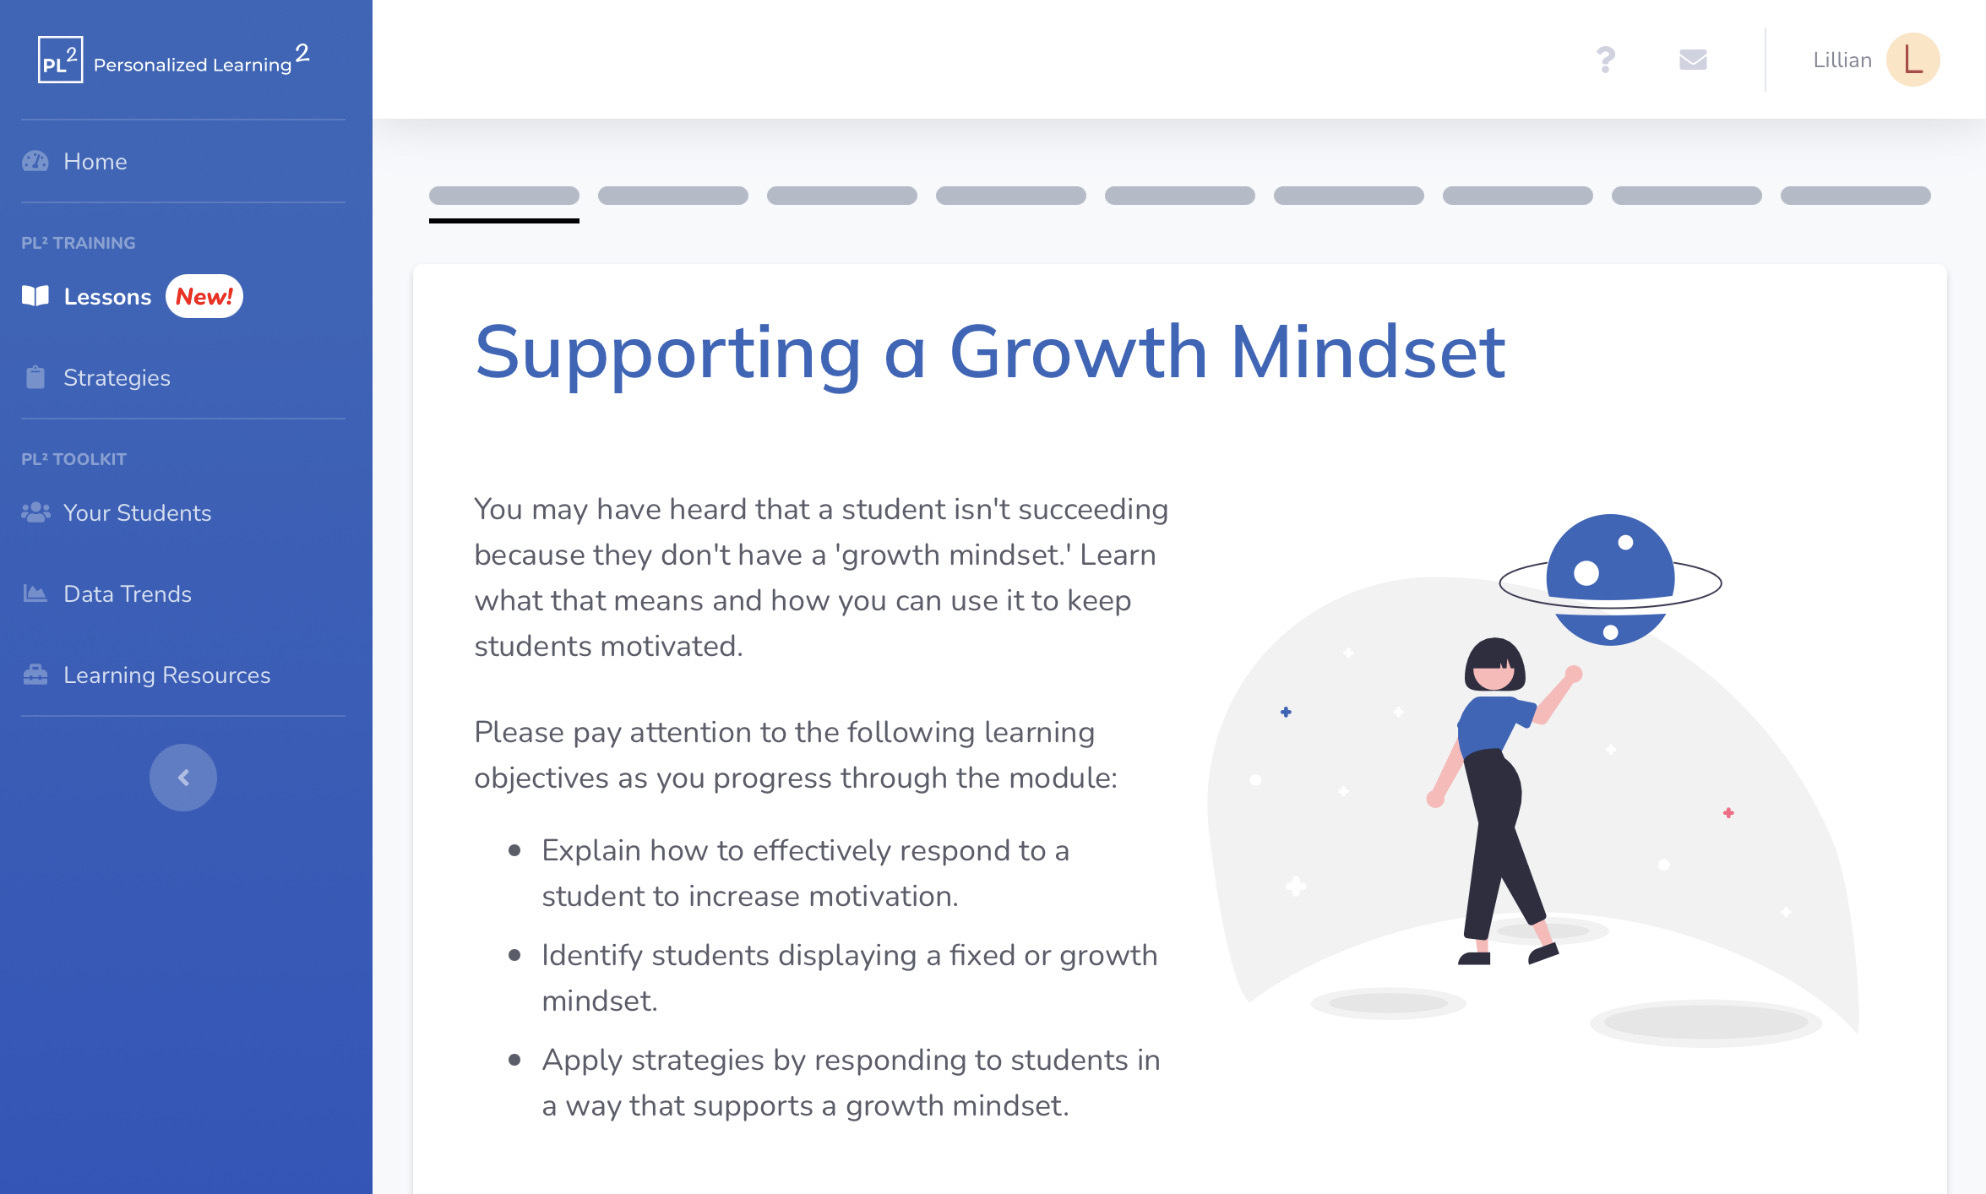 PL² Personalized Learning²
Lillian L
Home
PL² TRAINING
Lessons New!
Strategies
PL² TOOLKIT
Your Students
Data Trends
Learning Resources
Supporting a Growth Mindset
You may have heard that a student isn't succeeding
because they don't have a 'growth mindset.' Learn
what that means and how you can use it to keep
students motivated.
Please pay attention to the following learning
objectives as you progress through the module:
• Explain how to effectively respond to a
student to increase motivation.
• Identify students displaying a fixed or growth
mindset.
• Apply strategies by responding to students in
a way that supports a growth mindset.